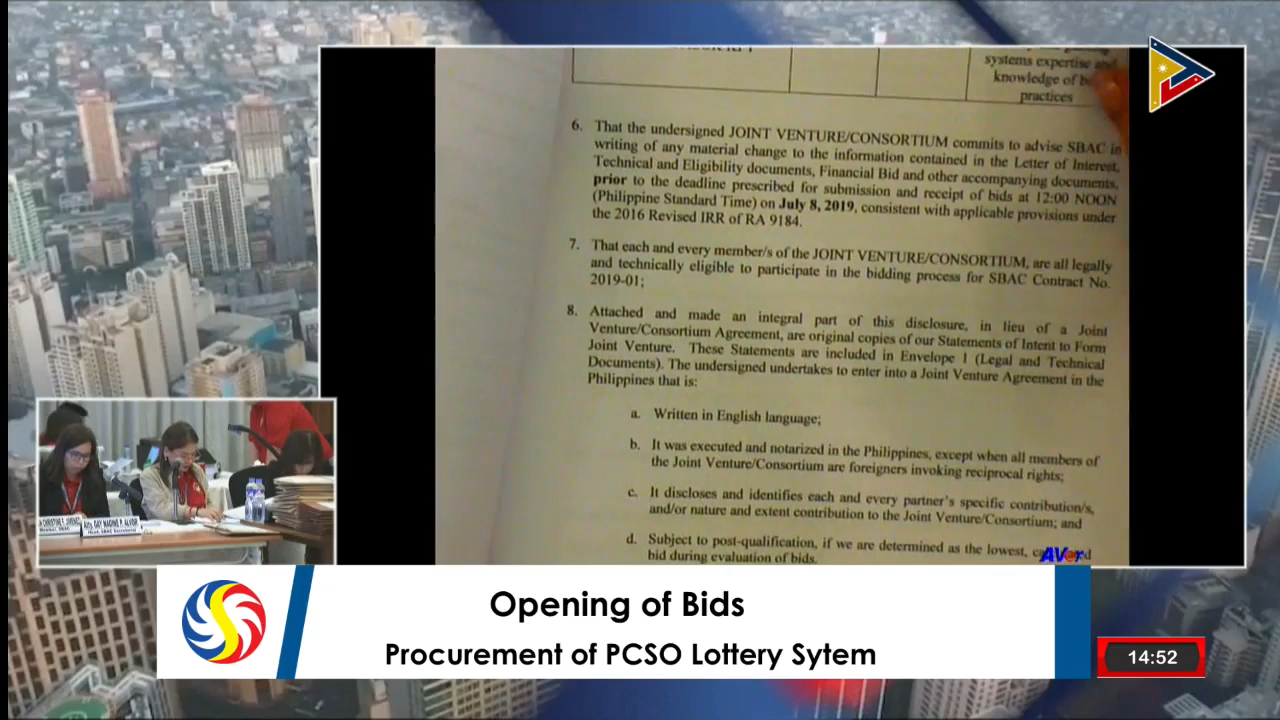 systems expertise and
knowledge of
practices
6. That the undersigned JOINT VENTURE/CONSORTIUM commits to advise SBAC in
writing of any material change to the information contained in the Letter of Interest,
Technical and Eligibility documents, Financial Bid and other accompanying documents,
prior to the deadline prescribed for submission and receipt of bids at 12:00 NOON
(Philippine Standard Time) on July 8, 2019, consistent with applicable provisions under
the 2016 Revised IRR of RA 9184.
7. That each and every member/s of the JOINT VENTURE/CONSORTIUM, are all legally
and technically eligible to participate in the bidding process for SBAC Contract No.
2019-01;
8. Attached and made an integral part of this disclosure, in lieu of a Joint
Venture/Consortium Agreement, are original copies of our Statements of Intent to Form
Joint Venture. These Statements are included in Envelope 1 (Legal and Technical
Documents). The undersigned undertakes to enter into a Joint Venture Agreement in the
Philippines that is:
a. Written in English language;
b. It was executed and notarized in the Philippines, except when all members of
the Joint Venture/Consortium are foreigners invoking reciprocal rights;
c. It discloses and identifies each and every partner's specific contribution/s,
and/or nature and extent contribution to the Joint Venture/Consortium; and
d. Subject to post-qualification, if we are determined as the lowest,
bid during evaluation of bids.
AVer
CHRISTINE F. JIMENEZ
Member, SBAC
Atty. GAY NADINE P. ALVOR
Head, SBAC Secretariat
Opening of Bids
Procurement of PCSO Lottery Sytem
14:52